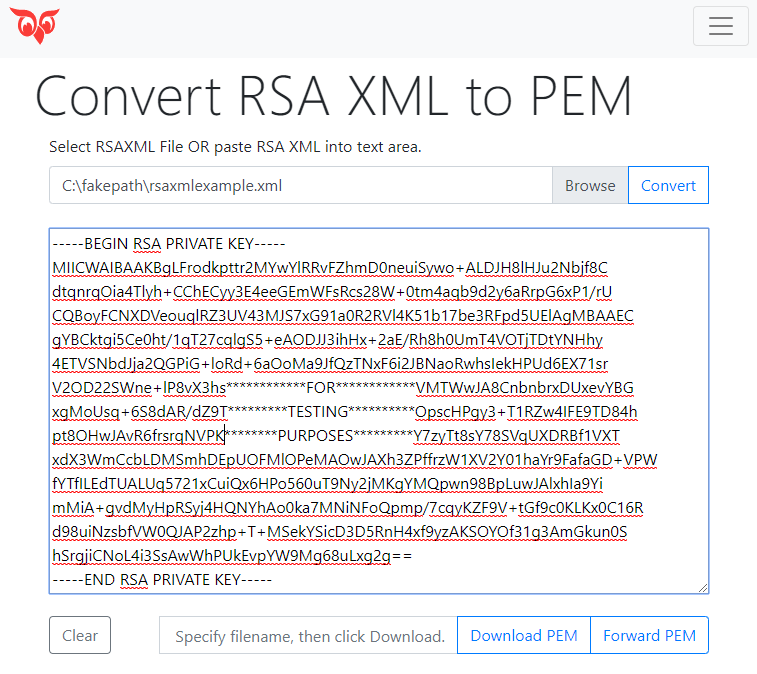 Convert RSA XML to PEM
Select RSAXML File OR paste RSA XML into text area.
C:\fakepath\rsaxmlexample.xml
Browse
Convert
-----BEGIN RSA PRIVATE KEY-----
MIICWAIBAAKBgLFrodkpttr2MYwYlRRvFZhmD0neuiSywo+ALDJH8lHJu2Nbjf8C
dtqnrqOia4Tlyh+CChECyy3E4eeGEmWFsRcs28W+0tm4aqb9d2y6aRrpG6xP1/rU
CQBoyFCNXDVeouqlRZ3UV43MJS7xG91a0R2RVl4K51b17be3RFpd5UElAgMBAAEC
gYBCktgi5Ce0ht/1qT27cqlgS5+eAODJJ3ihHx+2aE/Rh8h0UmT4VOTjTDtYNHhy
4ETVSNbdJja2QGPiG+loRd+6aOoMa9JfQzTNxF6i2JBNaoRwhsIekHPUd6EX71sr
V2OD22SWne+lP8vX3hs************FOR************VMTWwJA8CnbnbrxDUxevYBG
xgMoUsq+6S8dAR/dZ9T*********TESTING**********OpscHPgy3+T1RZw4IFE9TD84h
pt8OHwJAvR6frsrqNVPK********PURPOSES*********Y7zyTt8sY78SVqUXDRBf1VXT
xdX3WmCcbLDMSmhDEpUOFMlOPeMAOwJAXh3ZPffrzW1XV2Y01haYr9FafaGD+VPW
fYTfILEdTUALUq5721xCuiQx6HPo560uT9Ny2jMKgYMQpwn98BpLuwJAlxhIa9Yi
mMiA+gvdMyHpRSyj4HQNYhAo0ka7MNiNFoQpmp/7cqyKZF9V+tGf9c0KLKx0C16R
d98uiNzsbfVW0QJAP2zhp+T+MSekYSicD3D5RnH4xf9yzAKSOYOf31g3AmGkun0S
hSrgjiCNoL4i3SsAwWhPUkEvpYW9Mg68uLxg2g==
-----END RSA PRIVATE KEY-----
Clear
Specify filename, then click Download.
Download PEM
Forward PEM